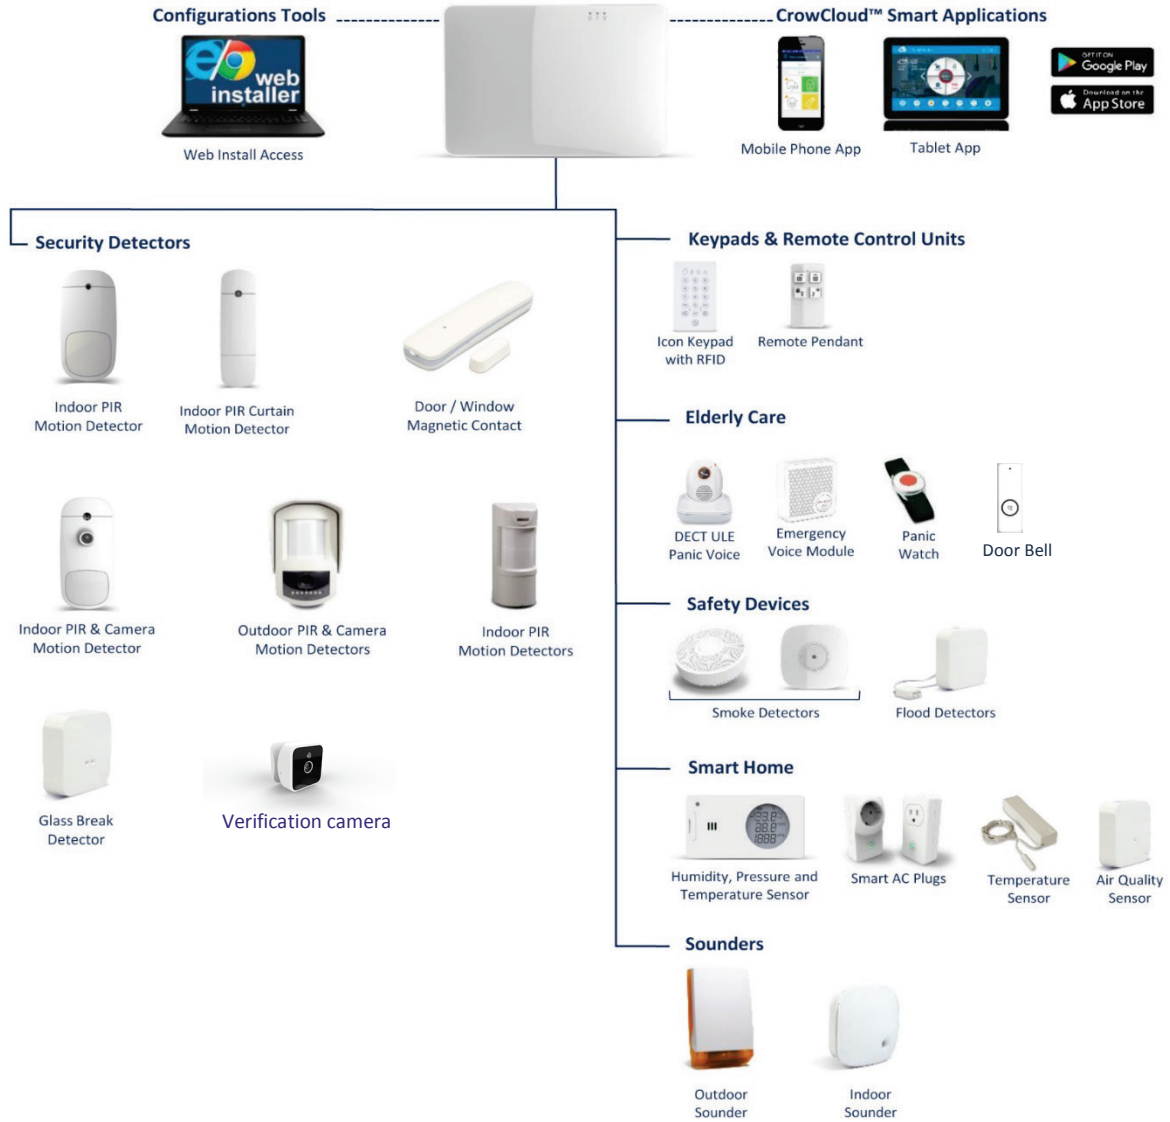 Configurations Tools
CrowCloud™ Smart Applications
web
installer
GET IT ON
Google Play
Download on the
App Store
Web Install Access
Mobile Phone App
Tablet App
Security Detectors
Keypads & Remote Control Units
Icon Keypad
with RFID
Remote Pendant
Indoor PIR
Motion Detector
Indoor PIR Curtain
Motion Detector
Door / Window
Magnetic Contact
Elderly Care
DECT ULE
Panic Voice
Emergency
Voice Module
Panic
Watch
Door Bell
Indoor PIR & Camera
Motion Detector
Outdoor PIR & Camera
Motion Detectors
Indoor PIR
Motion Detectors
Safety Devices
Smoke Detectors
Flood Detectors
Glass Break
Detector
Verification camera
Smart Home
Humidity, Pressure and
Temperature Sensor
Smart AC Plugs
Temperature
Sensor
Air Quality
Sensor
Sounders
Outdoor
Sounder
Indoor
Sounder